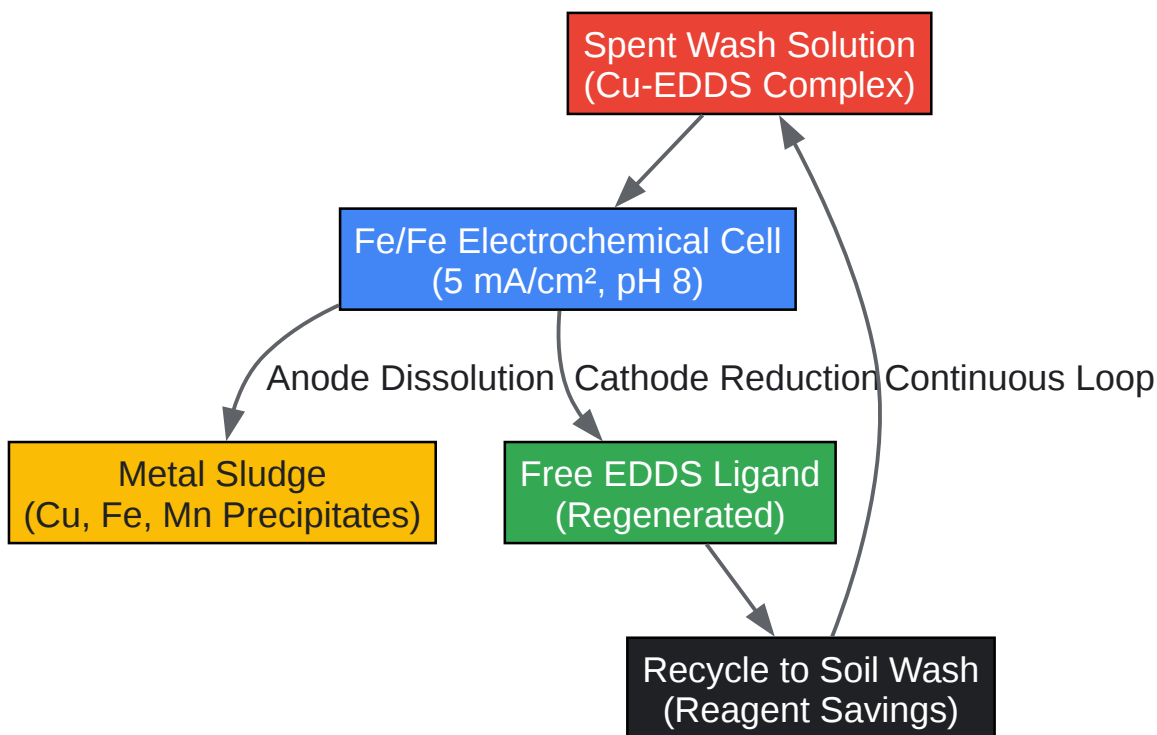 Spent Wash Solution
(Cu-EDDS Complex)
Fe/Fe Electrochemical Cell
(5 mA/cm², pH 8)
Anode Dissolution
Cathode Reduction
Continuous Loop
Metal Sludge
(Cu, Fe, Mn Precipitates)
Free EDDS Ligand
(Regenerated)
Recycle to Soil Wash
(Reagent Savings)